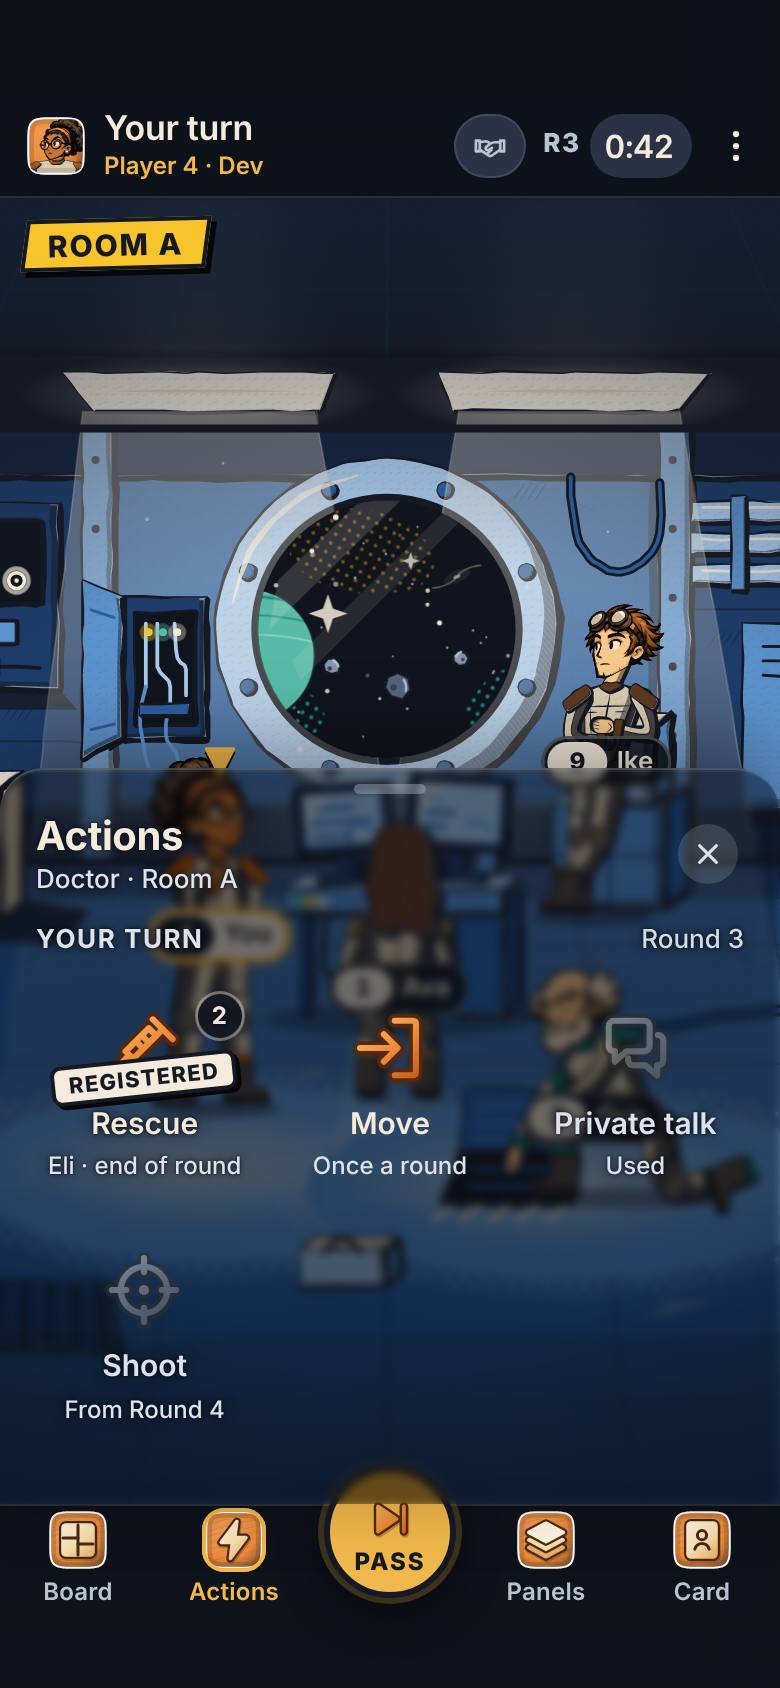 Your turn
Player 4 · Dev
R3
0:42
ROOM A
9 Ike
Actions
Doctor · Room A
YOUR TURN
Round 3
You
2
REGISTERED
Rescue
Eli · end of round
Move
Once a round
Private talk
Used
Shoot
From Round 4
PASS
Board
Actions
Panels
Card